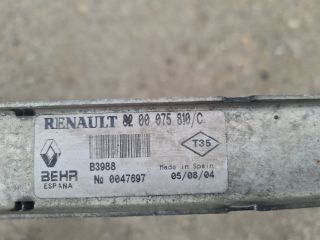 RENAULT 82 00 075 810/C
B3988
T35
BEHR
ESPAÑA
Made in Spain
Nº 0047697
05/08/04